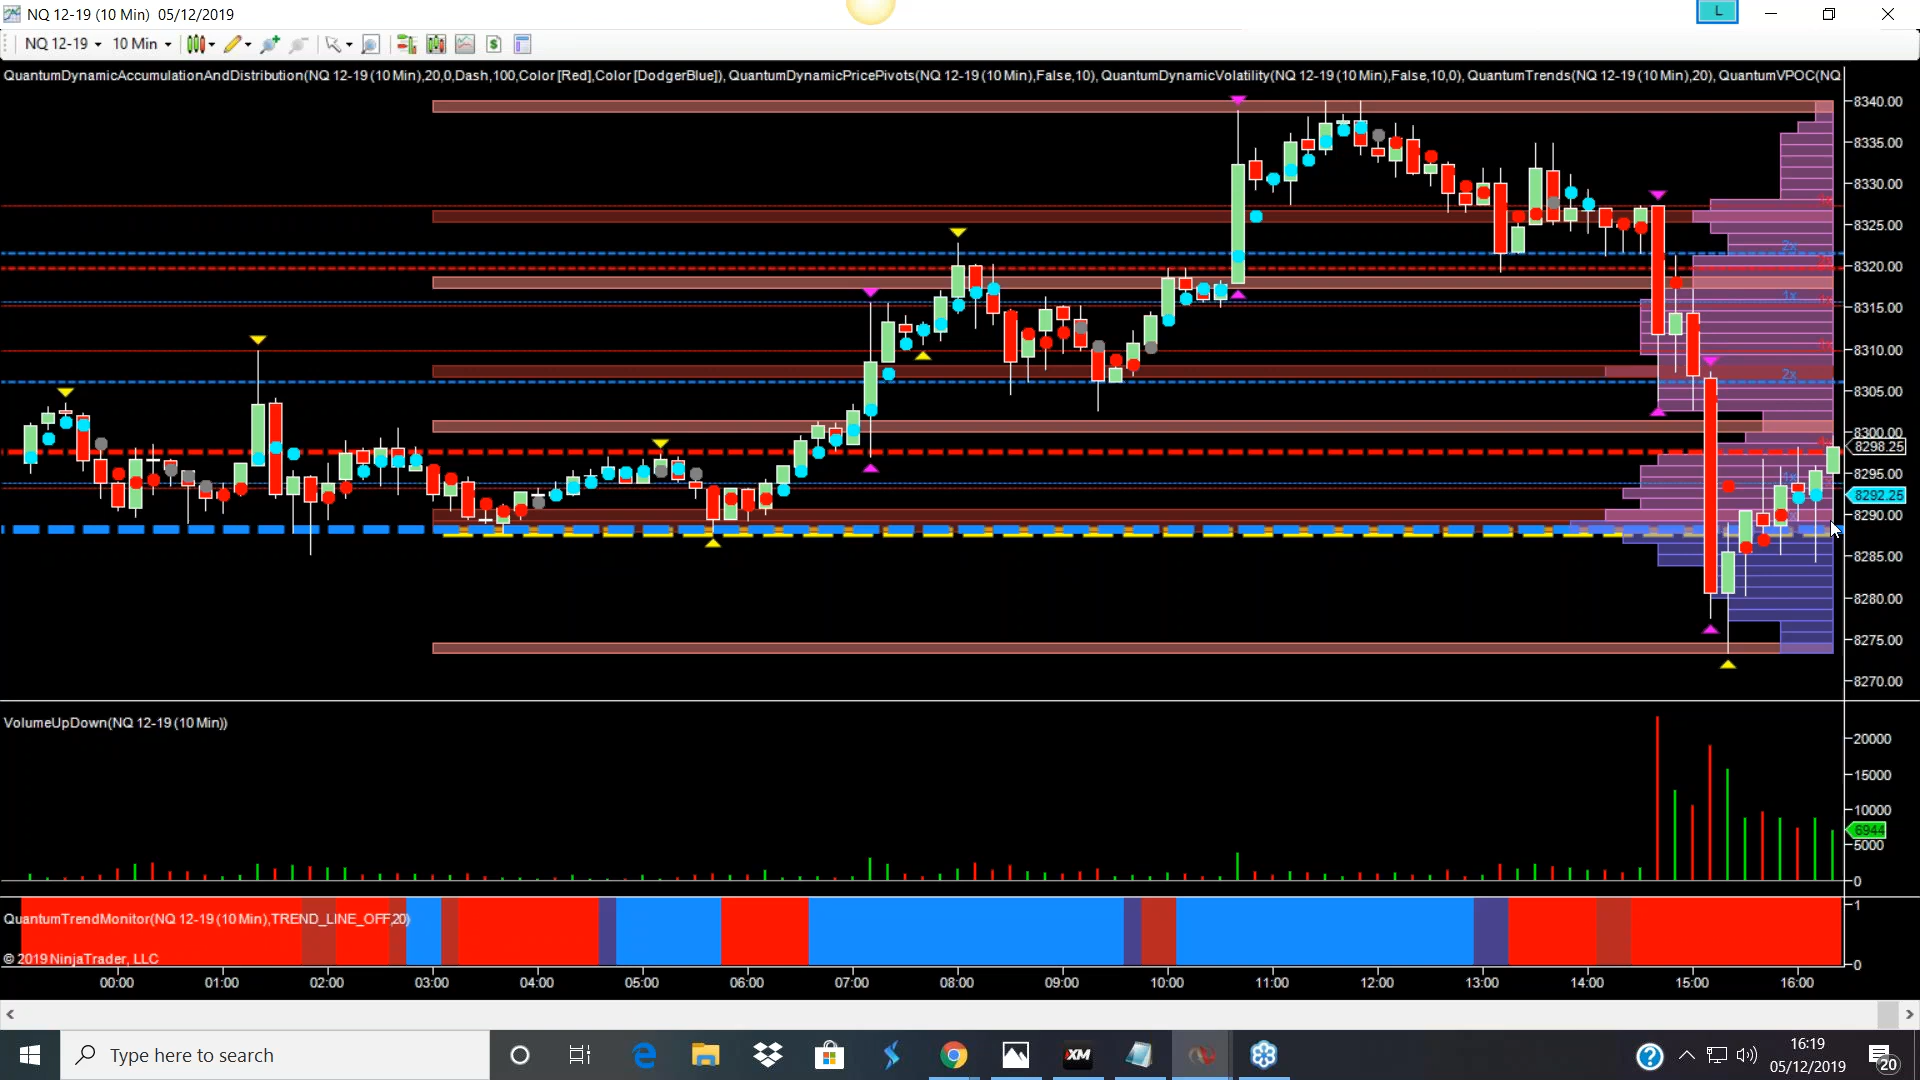 NQ 12-19 (10 Min)  05/12/2019
L
NQ 12-19
10 Min
QuantumDynamicAccumulationAndDistribution(NQ 12-19 (10 Min),20,0,Dash,100,Color [Red],Color [DodgerBlue]), QuantumDynamicPricePivots(NQ 12-19 (10 Min),False,10), QuantumDynamicVolatility(NQ 12-19 (10 Min),False,10,0), QuantumTrends(NQ 12-19 (10 Min),20), QuantumVPOC(NQ
8340.00
8335.00
8330.00
8325.00
2x
8320.00
1x
8315.00
8310.00
2x
8305.00
8300.00
8298.25
8295.00
8292.25
8290.00
8285.00
8280.00
8275.00
8270.00
VolumeUpDown(NQ 12-19 (10 Min))
20000
15000
10000
6944
5000
0
QuantumTrendMonitor(NQ 12-19 (10 Min),TREND_LINE_OFF,20)
1
© 2019 NinjaTrader, LLC
0
00:00 01:00 02:00 03:00 04:00 05:00 06:00 07:00 08:00 09:00 10:00 11:00 12:00 13:00 14:00 15:00 16:00
Type here to search
XM
16:19
05/12/2019
20